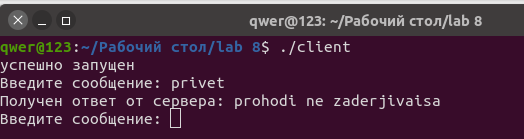 qwer@123: ~/Рабочий стол/lab 8
qwer@123:~/Рабочий стол/lab 8$ ./client
успешно запущен
Введите сообщение: privet
Получен ответ от сервера: prohodi ne zaderjivaisa
Введите сообщение: